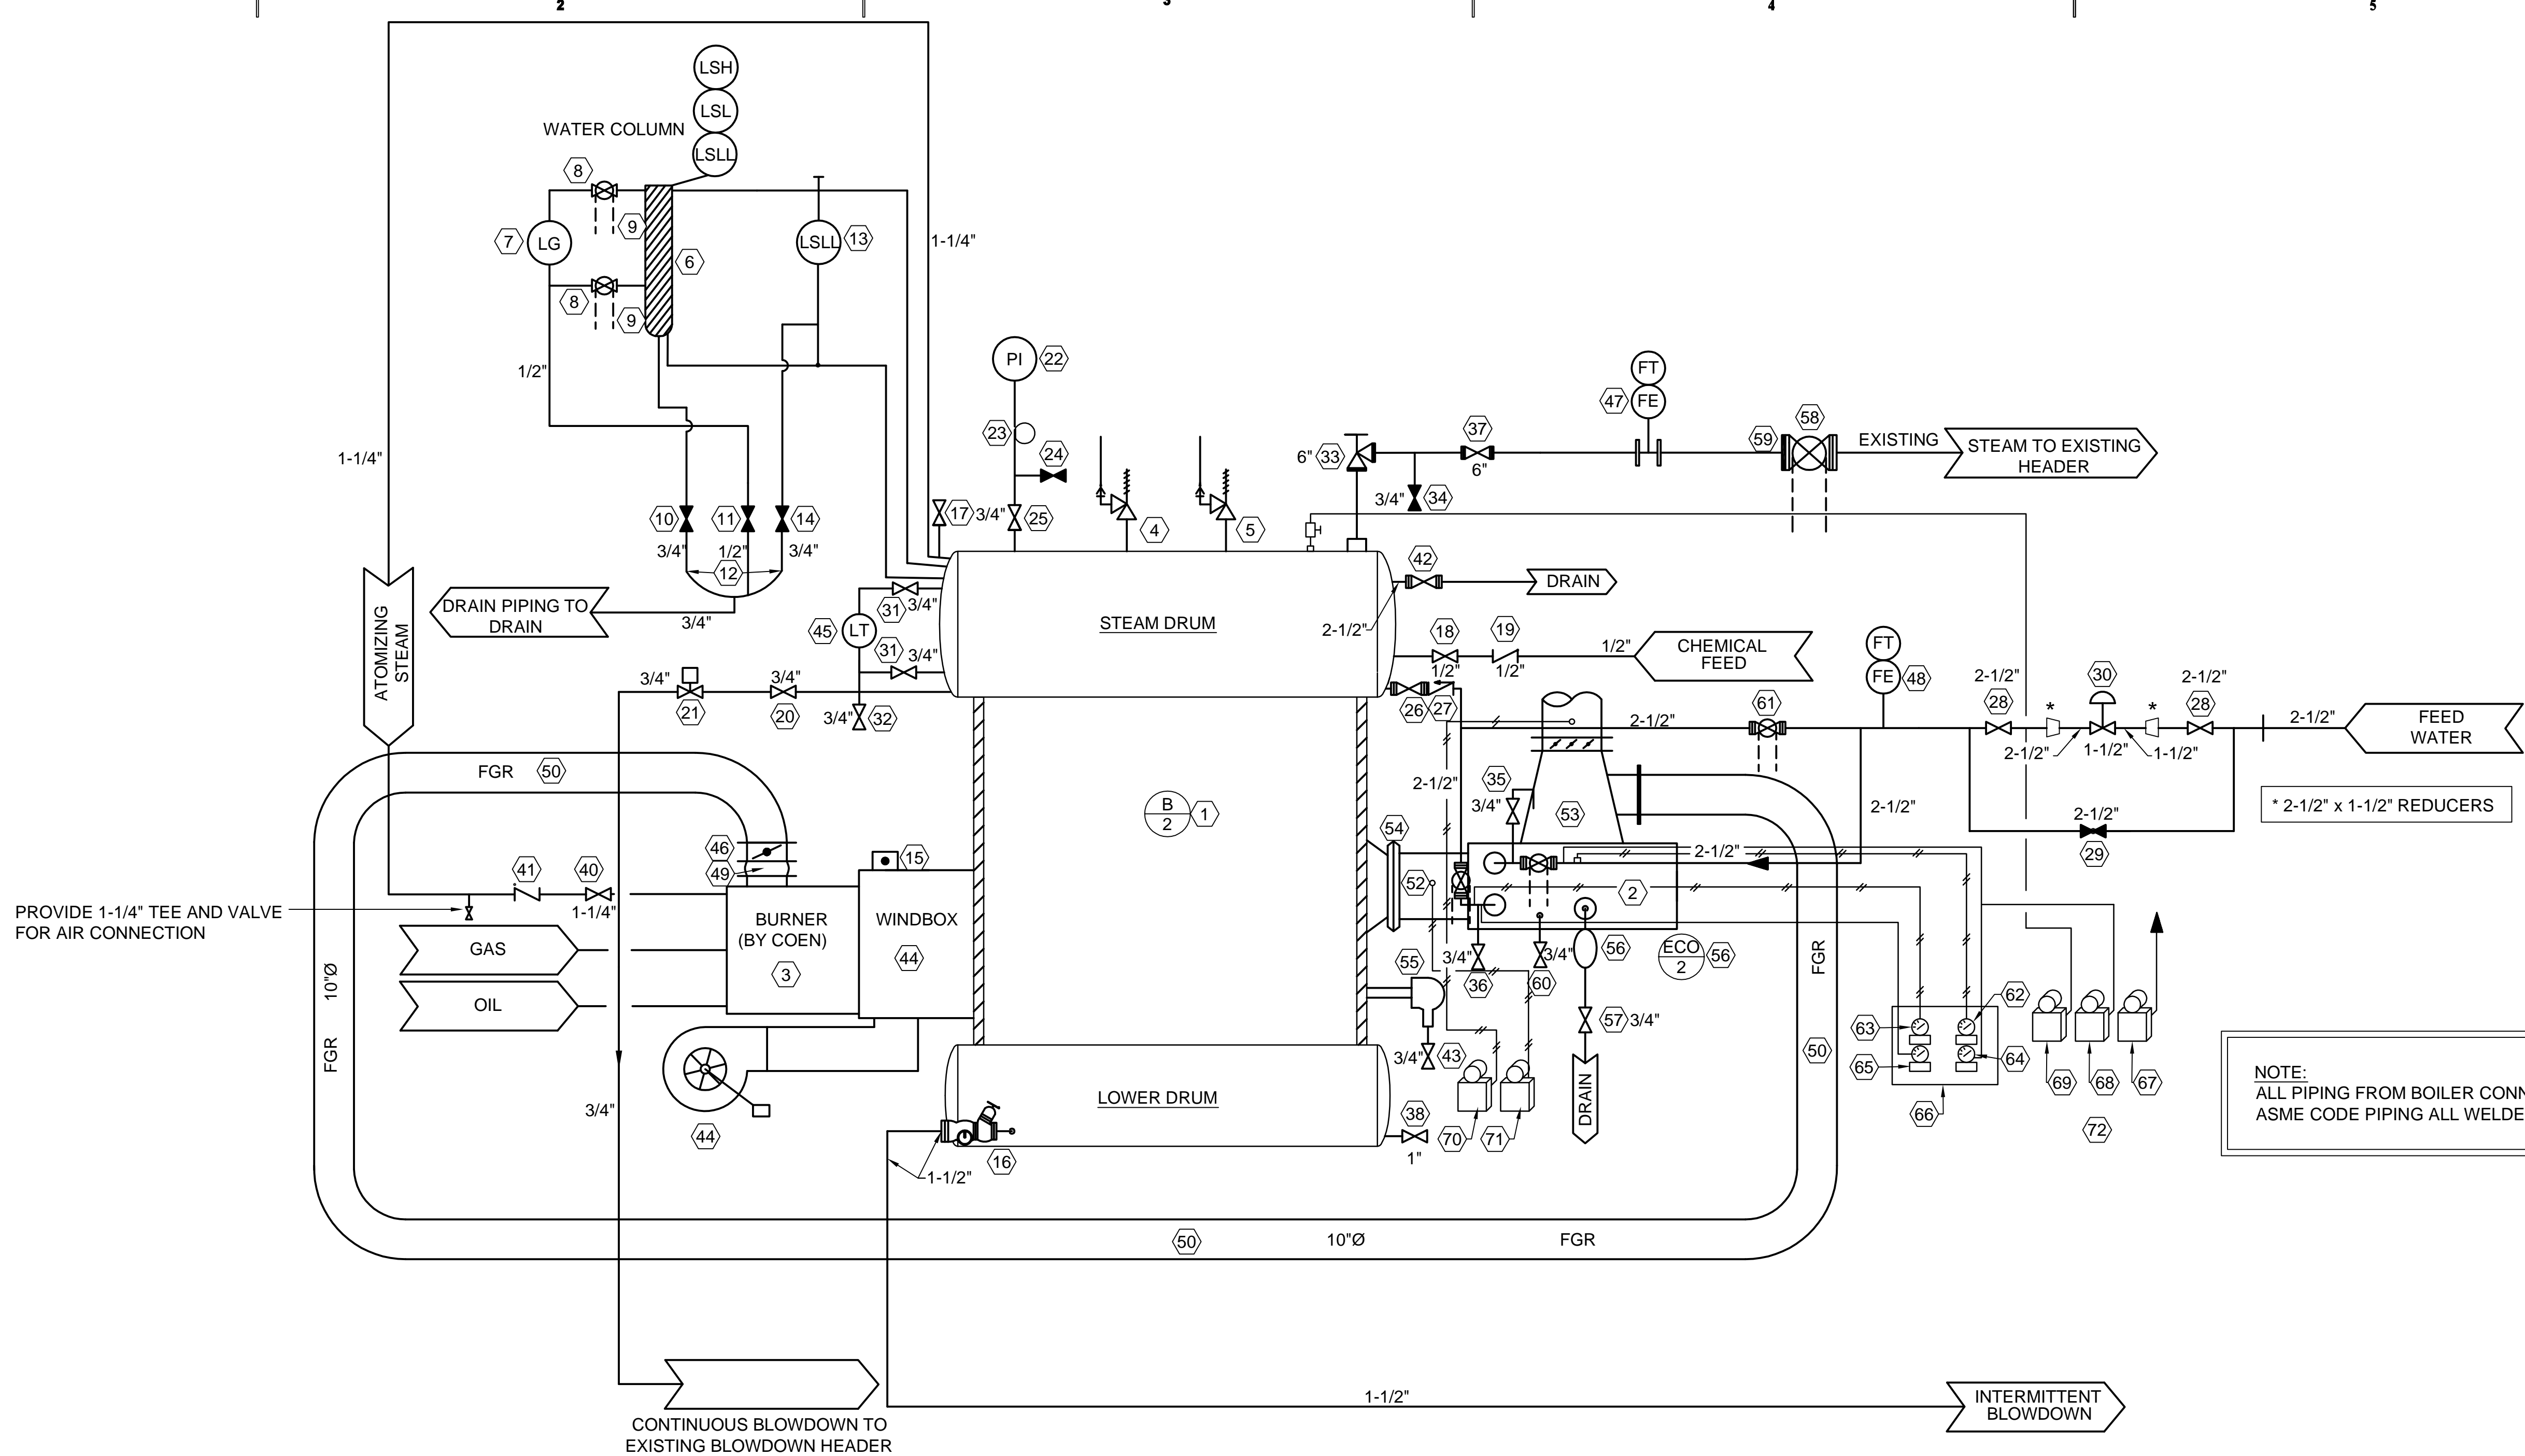 2
3
4
5
LSH
LSL
LSLL
WATER COLUMN
8
9
7
LG
6
LSLL
13
1-1/4"
8
9
1/2"
1-1/4"
PI
22
23
24
25
17
3/4"
4
5
10
11
14
3/4"
1/2"
3/4"
12
DRAIN PIPING TO
DRAIN
3/4"
ATOMIZING
STEAM
FT
FE
47
6"
33
37
6"
3/4"
34
59
58
EXISTING
STEAM TO EXISTING
HEADER
42
DRAIN
2-1/2"
31
3/4"
45
LT
31
3/4"
STEAM DRUM
18
19
1/2"
1/2"
1/2"
CHEMICAL
FEED
3/4"
21
3/4"
20
3/4"
32
26
27
2-1/2"
61
FT
FE
48
2-1/2"
28
*
30
*
2-1/2"
28
2-1/2"
1-1/2"
1-1/2"
2-1/2"
FEED
WATER
* 2-1/2" x 1-1/2" REDUCERS
2-1/2"
29
2-1/2"
FGR
50
46
49
15
B
2
1
2-1/2"
35
3/4"
53
54
2-1/2"
52
2
41
40
1-1/4"
PROVIDE 1-1/4" TEE AND VALVE
FOR AIR CONNECTION
BURNER
(BY COEN)
3
WINDBOX
44
GAS
OIL
10"Ø
FGR
3/4"
36
3/4"
60
56
ECO
2
56
55
3/4"
43
57
3/4"
DRAIN
FGR
50
62
63
64
65
66
69
68
67
72
NOTE:
ALL PIPING FROM BOILER CONN
ASME CODE PIPING ALL WELDE
44
3/4"
LOWER DRUM
16
1-1/2"
38
1"
70
71
50
10"Ø
FGR
1-1/2"
CONTINUOUS BLOWDOWN TO
EXISTING BLOWDOWN HEADER
INTERMITTENT
BLOWDOWN